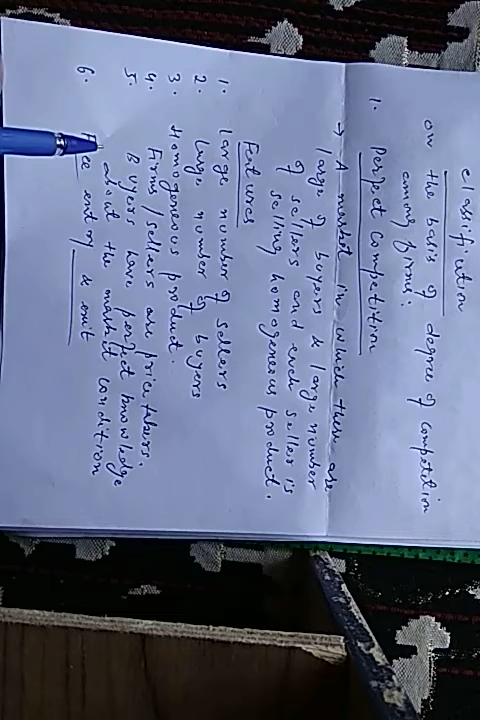 classification
on the basis of degree of competition
among firms:
1. Perfect Competition
→ A market in which there are
large of buyers & large number
of sellers and each seller is
selling homogeneous product.
Features
1. large number of sellers
2. large number of buyers
3. Homogeneous product.
4. Firms/sellers are price takers.
5. Buyers have perfect knowledge
about the market condition
6. Free entry & exit